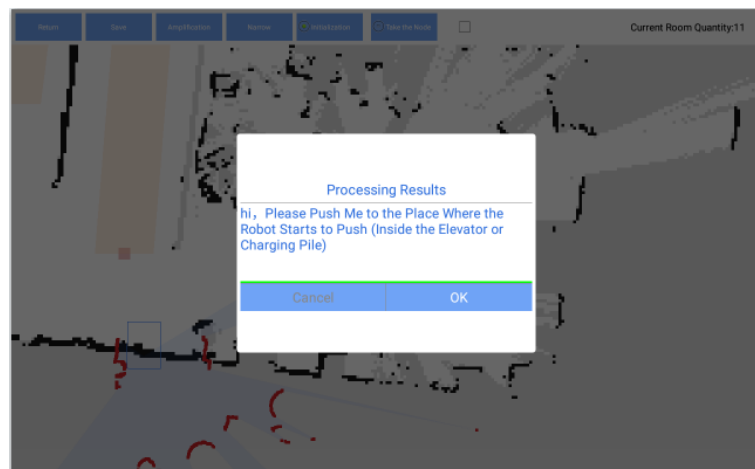 Return Save Amplification Narrow Initialization Take the Node Current Room Quantity:11
Processing Results
hi, Please Push Me to the Place Where the
Robot Starts to Push (Inside the Elevator or
Charging Pile)
Cancel OK